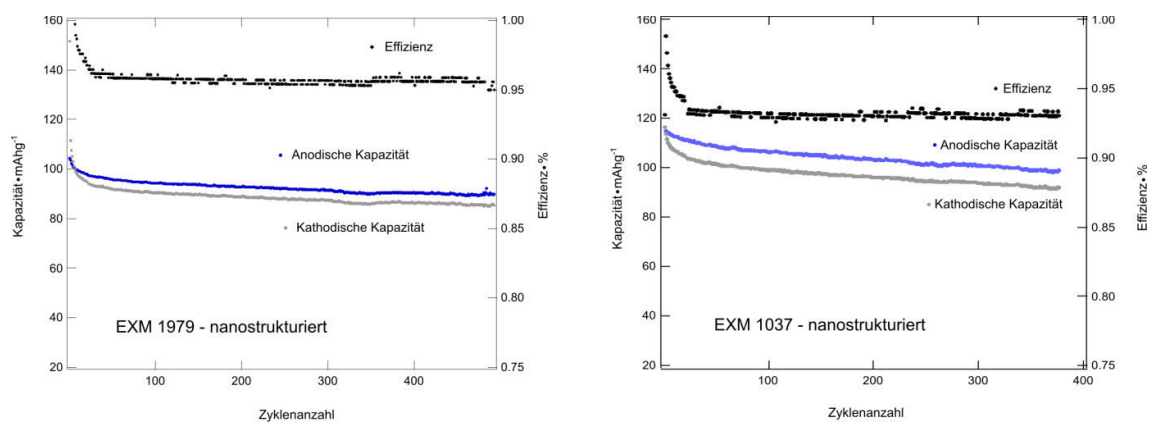 160
140
120
100
80
60
40
20
Kapazität•mAhg⁻¹
1.00
0.95
0.90
0.85
0.80
0.75
Effizienz•%
Effizienz
Anodische Kapazität
Kathodische Kapazität
EXM 1979 - nanostrukturiert
100
200
300
400
Zyklenanzahl
160
140
120
100
80
60
40
20
Kapazität•mAhg⁻¹
1.00
0.95
0.90
0.85
0.80
0.75
Effizienz•%
Effizienz
Anodische Kapazität
Kathodische Kapazität
EXM 1037 - nanostrukturiert
100
200
300
400
Zyklenanzahl